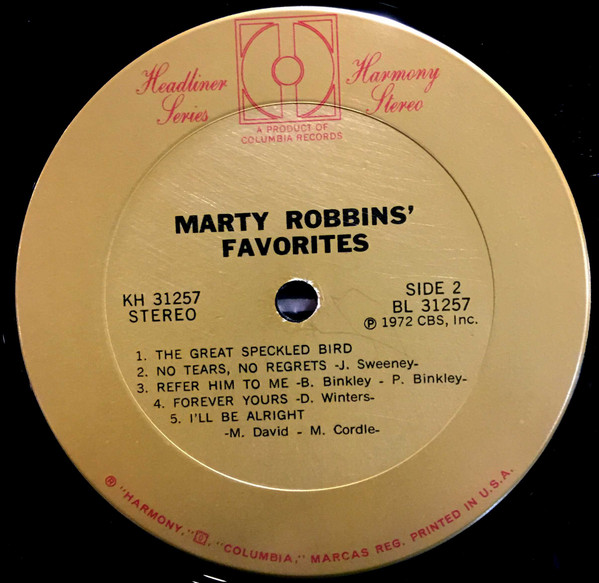 Headliner Series
Harmony Stereo
A PRODUCT OF
COLUMBIA RECORDS
MARTY ROBBINS'
FAVORITES
KH 31257
STEREO
SIDE 2
BL 31257
℗ 1972 CBS, Inc.
1. THE GREAT SPECKLED BIRD
2. NO TEARS, NO REGRETS -J. Sweeney-
3. REFER HIM TO ME -B. Binkley - P. Binkley-
4. FOREVER YOURS -D. Winters-
5. I'LL BE ALRIGHT
-M. David - M. Cordle-
® "HARMONY," "COLUMBIA," MARCAS REG. PRINTED IN U.S.A.